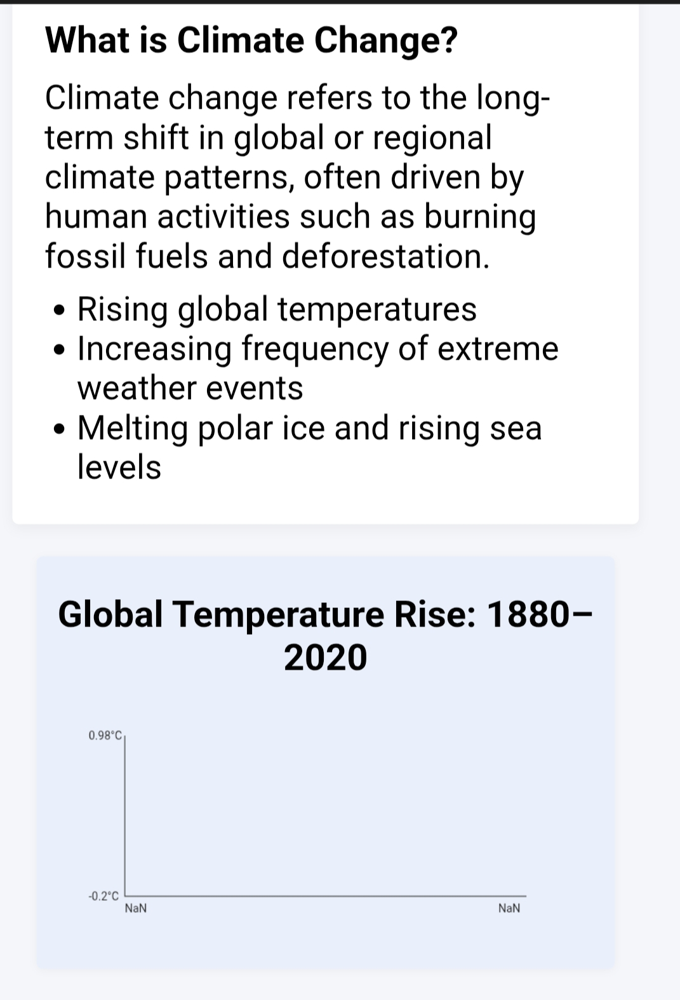 What is Climate Change?
Climate change refers to the long-
term shift in global or regional
climate patterns, often driven by
human activities such as burning
fossil fuels and deforestation.
• Rising global temperatures
• Increasing frequency of extreme
weather events
• Melting polar ice and rising sea
levels
Global Temperature Rise: 1880–
2020
0.98°C
-0.2°C
NaN NaN